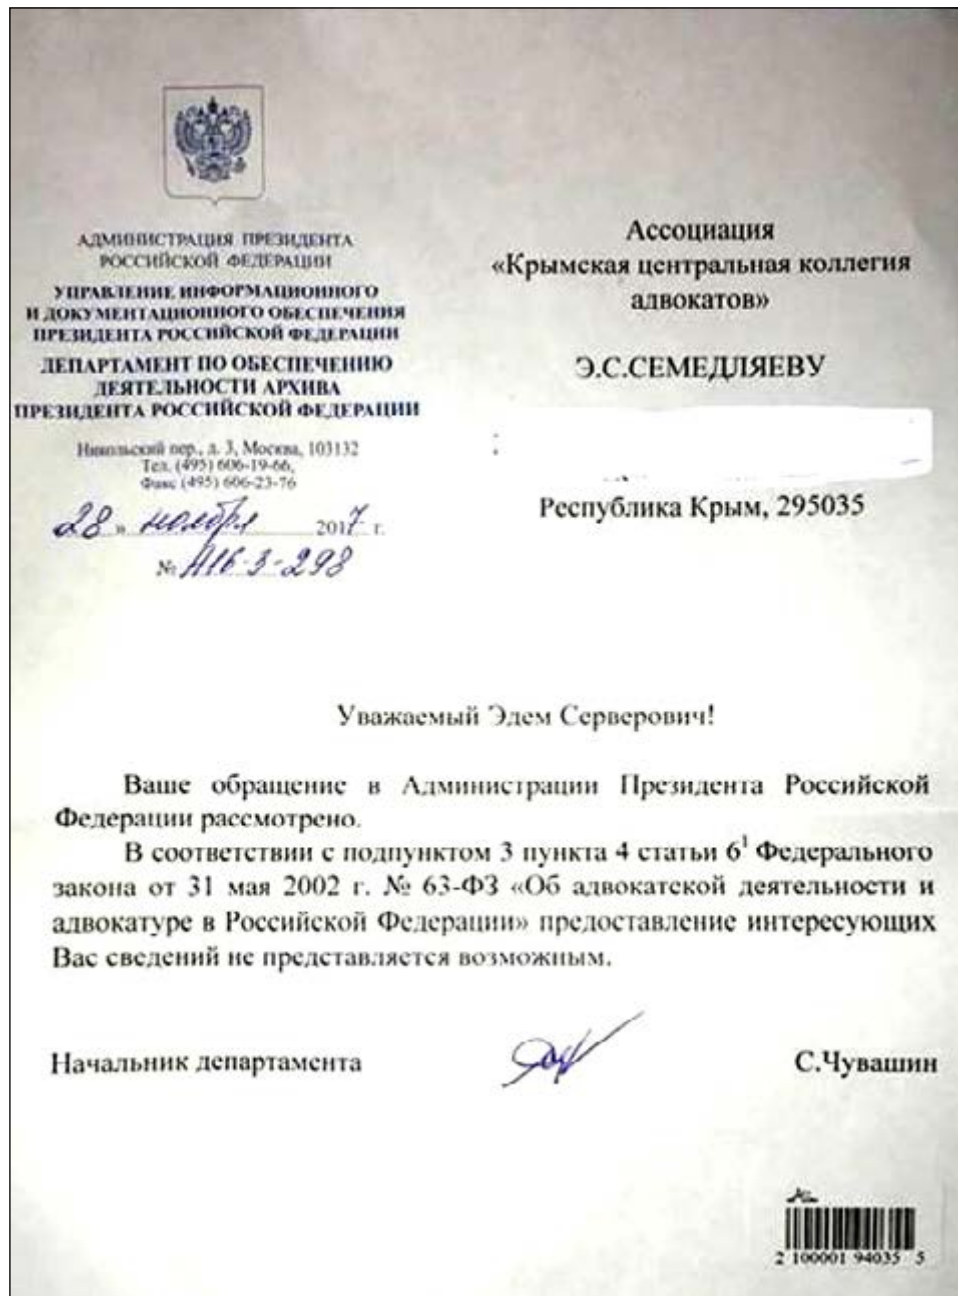 АДМИНИСТРАЦИЯ ПРЕЗИДЕНТА
РОССИЙСКОЙ ФЕДЕРАЦИИ
УПРАВЛЕНИЕ ИНФОРМАЦИОННОГО
И ДОКУМЕНТАЦИОННОГО ОБЕСПЕЧЕНИЯ
ПРЕЗИДЕНТА РОССИЙСКОЙ ФЕДЕРАЦИИ
ДЕПАРТАМЕНТ ПО ОБЕСПЕЧЕНИЮ
ДЕЯТЕЛЬНОСТИ АРХИВА
ПРЕЗИДЕНТА РОССИЙСКОЙ ФЕДЕРАЦИИ
Никольский пер., д. 3, Москва, 103132
Тел. (495) 606-19-66,
Факс (495) 606-23-76
28 » ноября 2017 г.
№ А16-3-298
Ассоциация
«Крымская центральная коллегия
адвокатов»
Э.С.СЕМЕДЛЯЕВУ
Республика Крым, 295035
Уважаемый Эдем Серверович!
Ваше обращение в Администрации Президента Российской
Федерации рассмотрено.
В соответствии с подпунктом 3 пункта 4 статьи 6¹ Федерального
закона от 31 мая 2002 г. № 63-ФЗ «Об адвокатской деятельности и
адвокатуре в Российской Федерации» предоставление интересующих
Вас сведений не представляется возможным.
Начальник департамента С.Чувашин
2 100001 94035 5